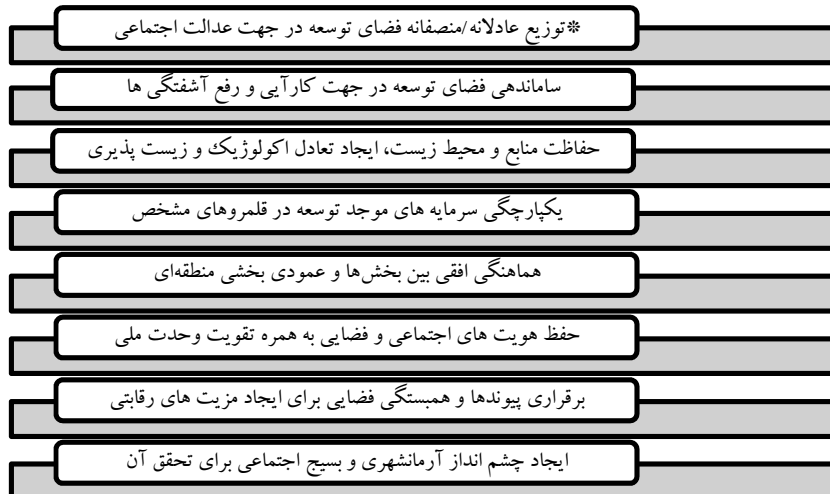 *توزیع عادلانه/منصفانه فضای توسعه در جهت عدالت اجتماعی
ساماندهی فضای توسعه در جهت کارآیی و رفع آشفتگی ها
حفاظت منابع و محیط زیست، ایجاد تعادل اکولوژیک و زیست پذیری
یکپارچگی سرمایه های موجد توسعه در قلمروهای مشخص
هماهنگی افقی بین بخش‌ها و عمودی بخشی منطقه‌ای
حفظ هویت های اجتماعی و فضایی به همره تقویت وحدت ملی
برقراری پیوندها و همبستگی فضایی برای ایجاد مزیت های رقابتی
ایجاد چشم انداز آرمانشهری و بسیج اجتماعی برای تحقق آن